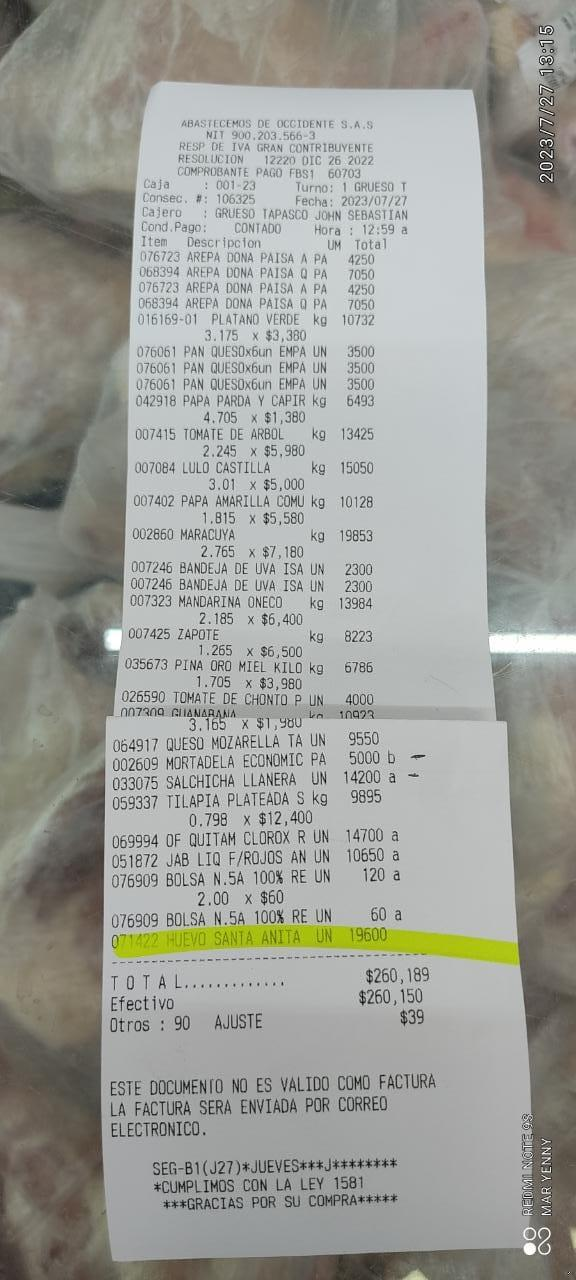 ABASTECEMOS DE OCCIDENTE S.A.S
NIT 900.203.566-3
RESP DE IVA GRAN CONTRIBUYENTE
RESOLUCION 12220 DIC 26 2022
COMPROBANTE PAGO FBS1 60703
Caja : 001-23 Turno: 1 GRUESO T
Consec. #: 106325 Fecha: 2023/07/27
Cajero : GRUESO TAPASCO JOHN SEBASTIAN
Cond.Pago: CONTADO Hora : 12:59 a
Item Descripcion UM Total
076723 AREPA DONA PAISA A PA 4250
068394 AREPA DONA PAISA Q PA 7050
076723 AREPA DONA PAISA A PA 4250
068394 AREPA DONA PAISA Q PA 7050
016169-01 PLATANO VERDE kg 10732
3.175 x $3,380
076061 PAN QUESOx6un EMPA UN 3500
076061 PAN QUESOx6un EMPA UN 3500
076061 PAN QUESOx6un EMPA UN 3500
042918 PAPA PARDA Y CAPIR kg 6493
4.705 x $1,380
007415 TOMATE DE ARBOL kg 13425
2.245 x $5,980
007084 LULO CASTILLA kg 15050
3.01 x $5,000
007402 PAPA AMARILLA COMU kg 10128
1.815 x $5,580
002860 MARACUYA kg 19853
2.765 x $7,180
007246 BANDEJA DE UVA ISA UN 2300
007246 BANDEJA DE UVA ISA UN 2300
007323 MANDARINA ONECO kg 13984
2.185 x $6,400
007425 ZAPOTE kg 8223
1.265 x $6,500
035673 PINA ORO MIEL KILO kg 6786
1.705 x $3,980
026590 TOMATE DE CHONTO P UN 4000
007309 GUANABANA kg 10923
3.165 x $1,980
064917 QUESO MOZARELLA TA UN 9550
002609 MORTADELA ECONOMIC PA 5000 b
033075 SALCHICHA LLANERA UN 14200 a
059337 TILAPIA PLATEADA S kg 9895
0.798 x $12,400
069994 OF QUITAM CLOROX R UN 14700 a
051872 JAB LIQ F/ROJOS AN UN 10650 a
076909 BOLSA N.5A 100% RE UN 120 a
2.00 x $60
076909 BOLSA N.5A 100% RE UN 60 a
071422 HUEVO SANTA ANITA UN 19600
TOTAL............. $260,189
Efectivo $260,150
Otros : 90 AJUSTE $39
ESTE DOCUMENTO NO ES VALIDO COMO FACTURA
LA FACTURA SERA ENVIADA POR CORREO
ELECTRONICO.
SEG-B1(J27)*JUEVES***J********
*CUMPLIMOS CON LA LEY 1581
***GRACIAS POR SU COMPRA*****
2023/7/27 13:15
REDMI NOTE 9S
MAR YENNY